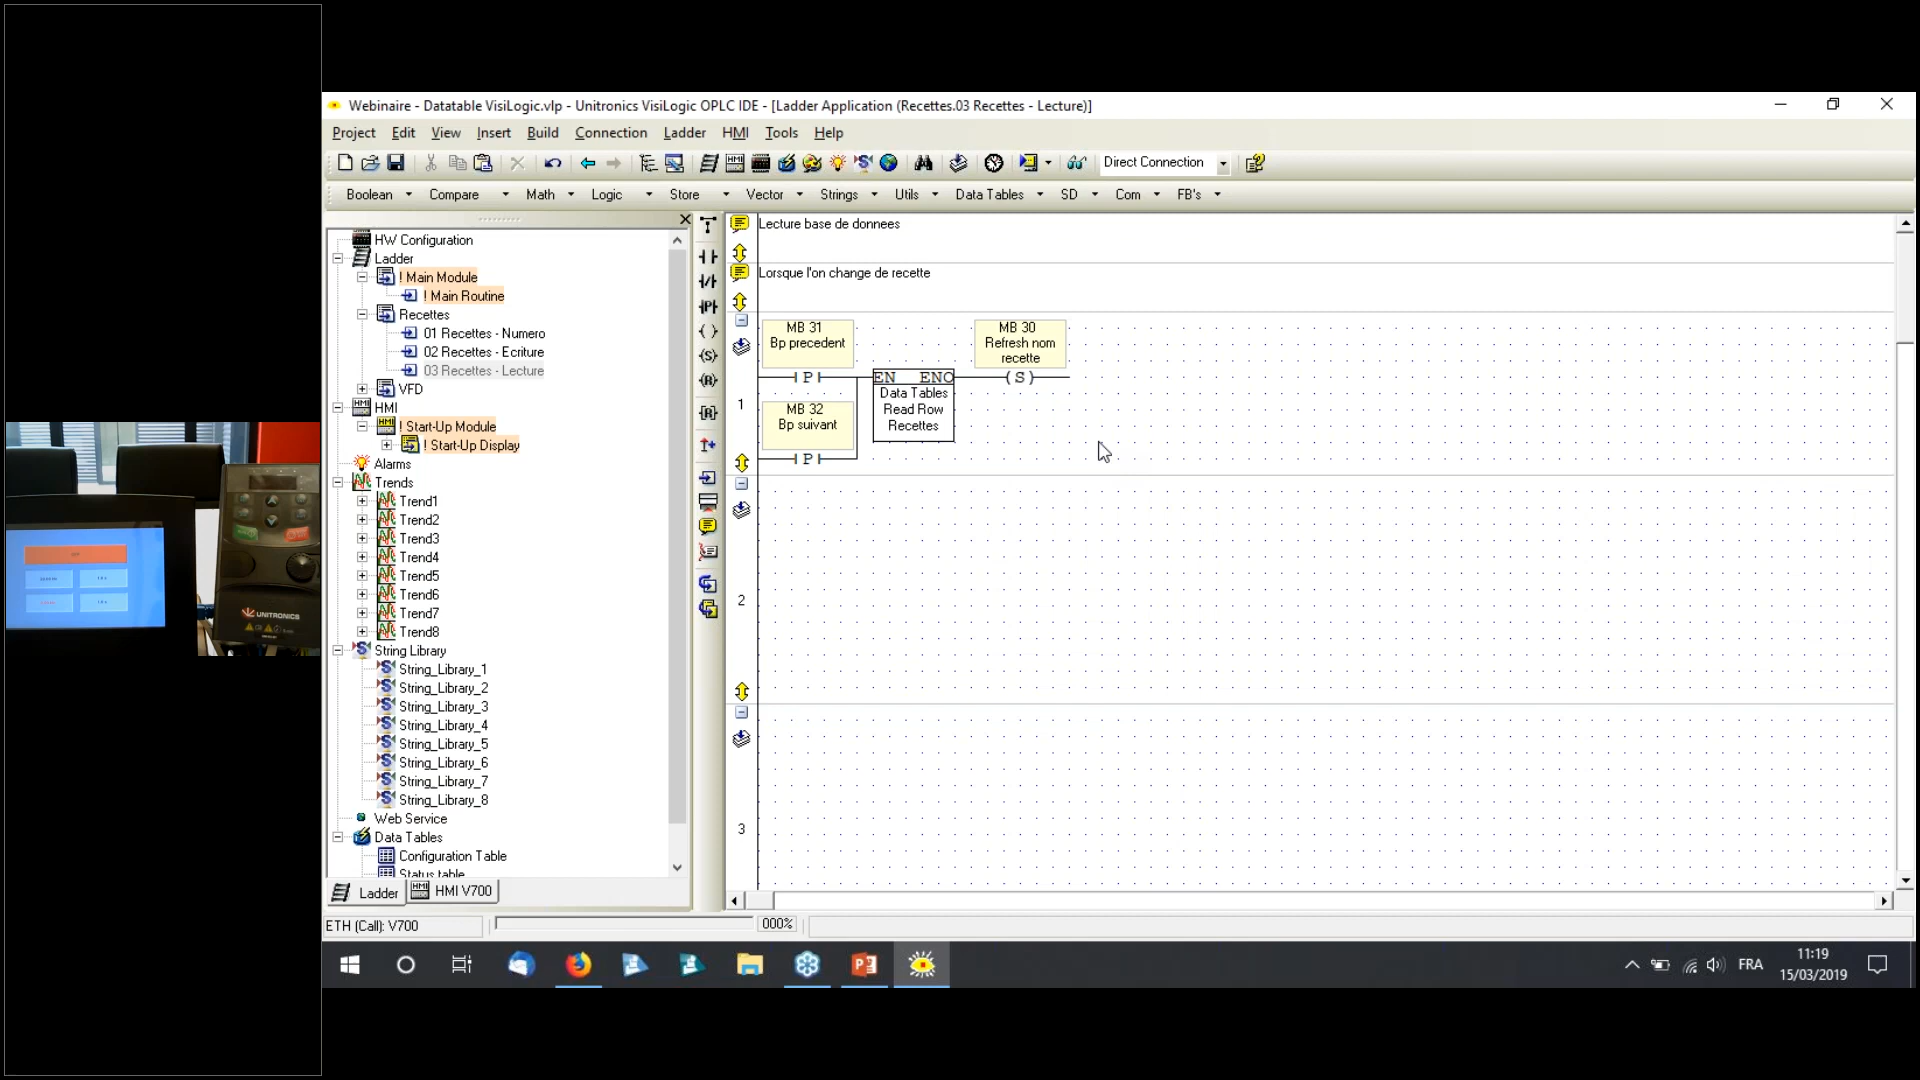 Webinaire - Datatable VisiLogic.vlp - Unitronics VisiLogic OPLC IDE - [Ladder Application (Recettes.03 Recettes - Lecture)]
Project Edit View Insert Build Connection Ladder HMI Tools Help
Direct Connection
Boolean Compare Math Logic Store Vector Strings Utils Data Tables SD Com FB's
HW Configuration
Ladder
! Main Module
! Main Routine
Recettes
01 Recettes - Numero
02 Recettes - Ecriture
03 Recettes - Lecture
VFD
HMI
! Start-Up Module
! Start-Up Display
Alarms
Trends
Trend1
Trend2
Trend3
Trend4
Trend5
Trend6
Trend7
Trend8
String Library
String_Library_1
String_Library_2
String_Library_3
String_Library_4
String_Library_5
String_Library_6
String_Library_7
String_Library_8
Web Service
Data Tables
Configuration Table
Status table
Ladder
HMI V700
Lecture base de donnees
Lorsque l'on change de recette
MB 31
Bp precedent
P
MB 30
Refresh nom
recette
S
EN ENO
Data Tables
Read Row
Recettes
1
MB 32
Bp suivant
P
2
3
ETH (Call): V700
000%
UNITRONICS
FRA
11:19
15/03/2019